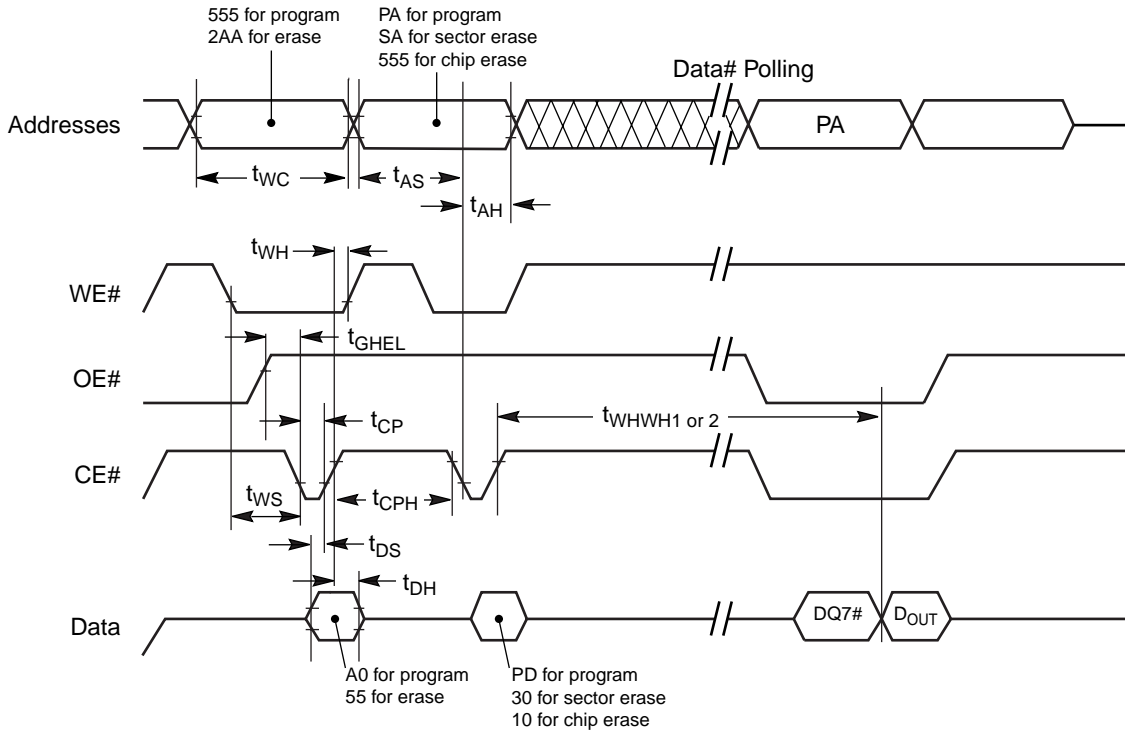 555 for program
2AA for erase
PA for program
SA for sector erase
555 for chip erase
Data# Polling
Addresses
PA
tWC
tAS
tAH
tWH
WE#
tGHEL
OE#
tWHWH1 or 2
tCP
CE#
tWS
tCPH
tDS
tDH
Data
DQ7#
DOUT
A0 for program
55 for erase
PD for program
30 for sector erase
10 for chip erase